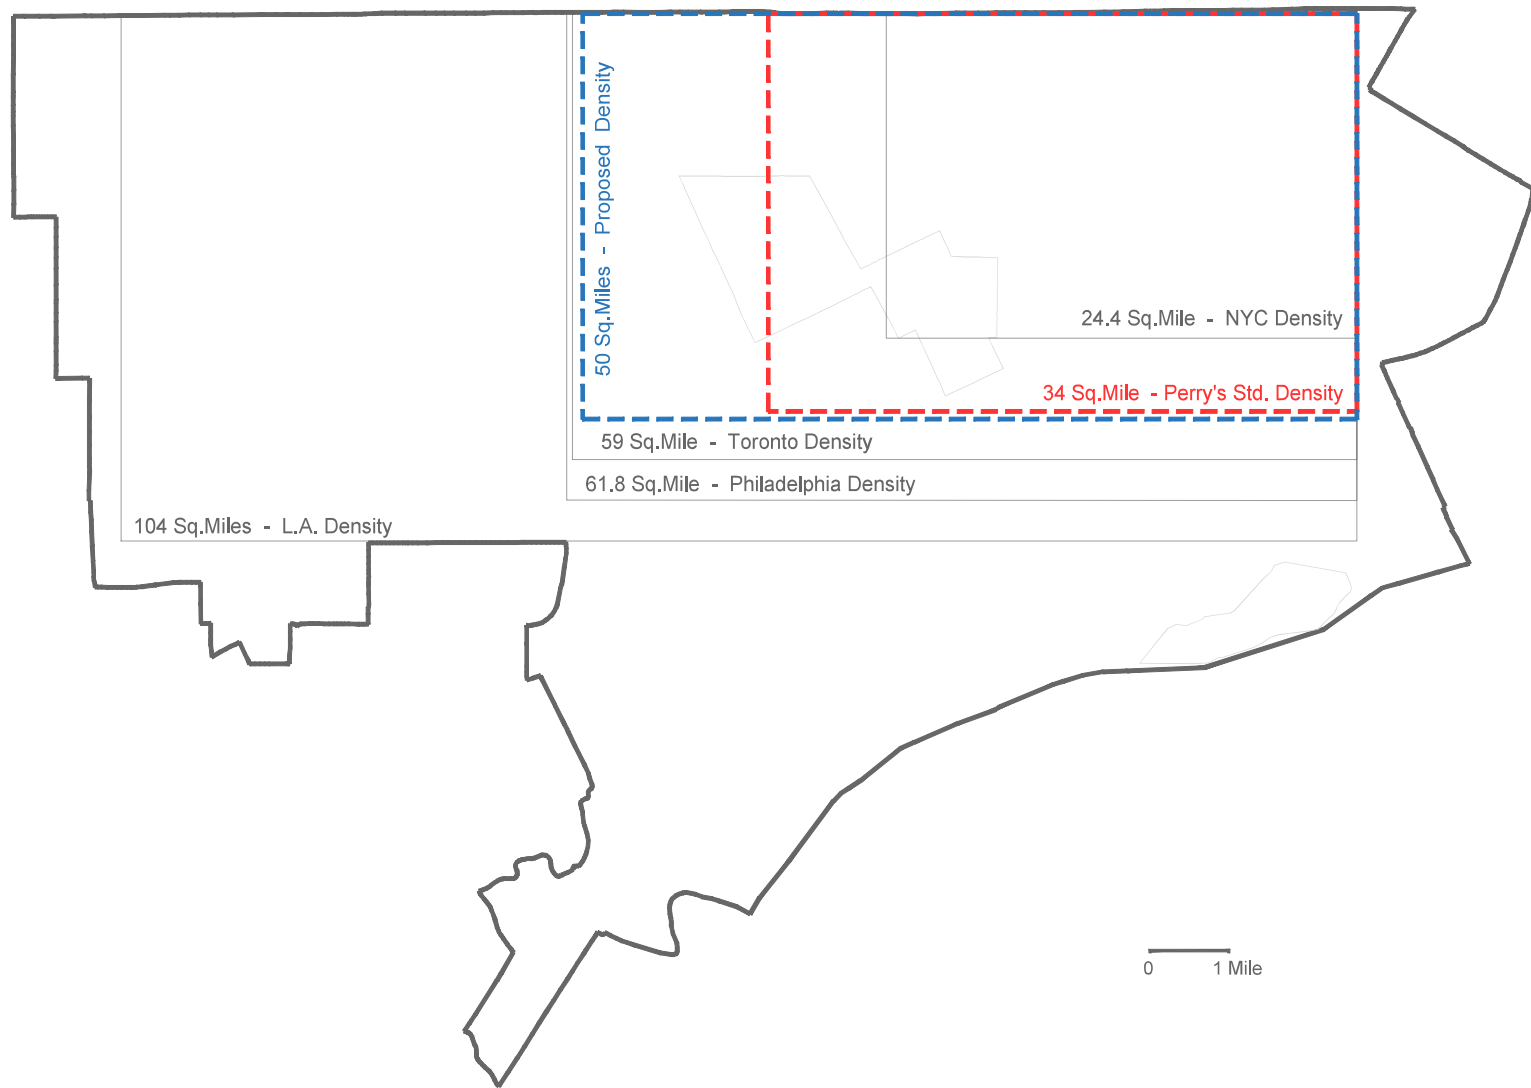 50 Sq.Miles - Proposed Density
24.4 Sq.Mile - NYC Density
34 Sq.Mile - Perry's Std. Density
59 Sq.Mile - Toronto Density
61.8 Sq.Mile - Philadelphia Density
104 Sq.Miles - L.A. Density
0 1 Mile